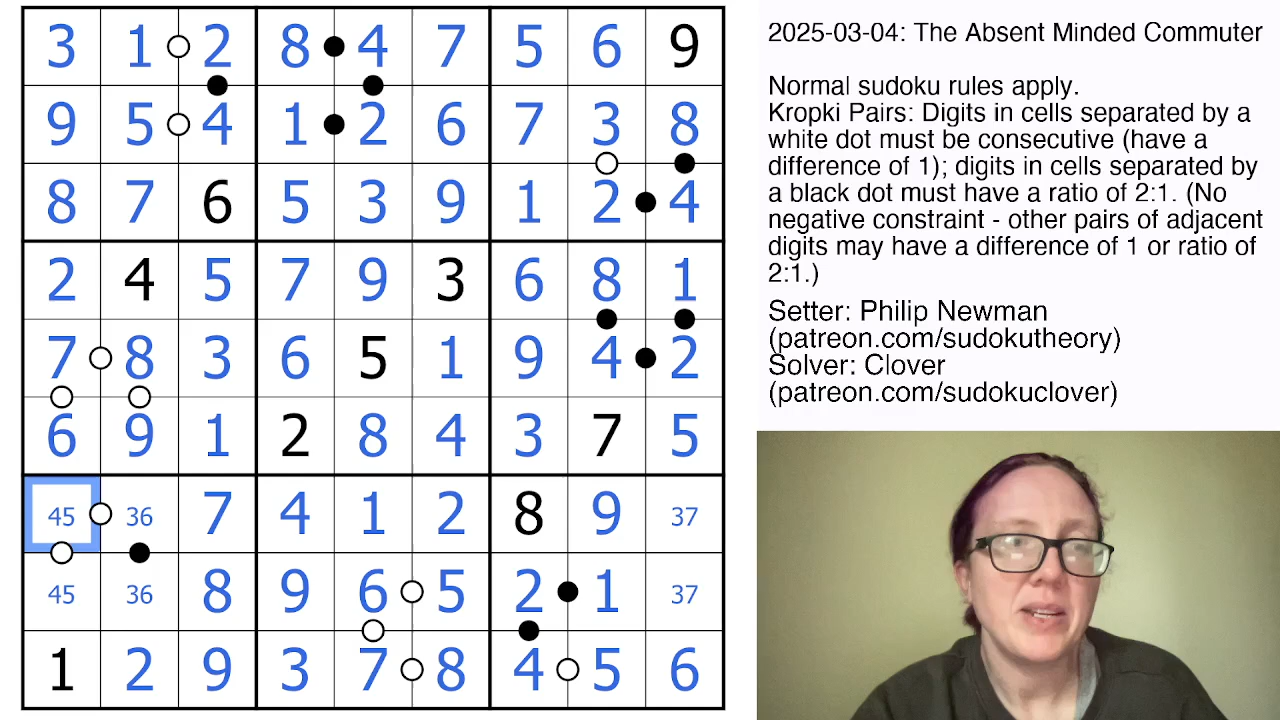 3 1 2 8 4 7 5 6 9
9 5 4 1 2 6 7 3 8
8 7 6 5 3 9 1 2 4
2 4 5 7 9 3 6 8 1
7 8 3 6 5 1 9 4 2
6 9 1 2 8 4 3 7 5
45 36 7 4 1 2 8 9 37
45 36 8 9 6 5 2 1 37
1 2 9 3 7 8 4 5 6
2025-03-04: The Absent Minded Commuter
Normal sudoku rules apply.
Kropki Pairs: Digits in cells separated by a
white dot must be consecutive (have a
difference of 1); digits in cells separated by
a black dot must have a ratio of 2:1. (No
negative constraint - other pairs of adjacent
digits may have a difference of 1 or ratio of
2:1.)
Setter: Philip Newman
(patreon.com/sudokutheory)
Solver: Clover
(patreon.com/sudokuclover)